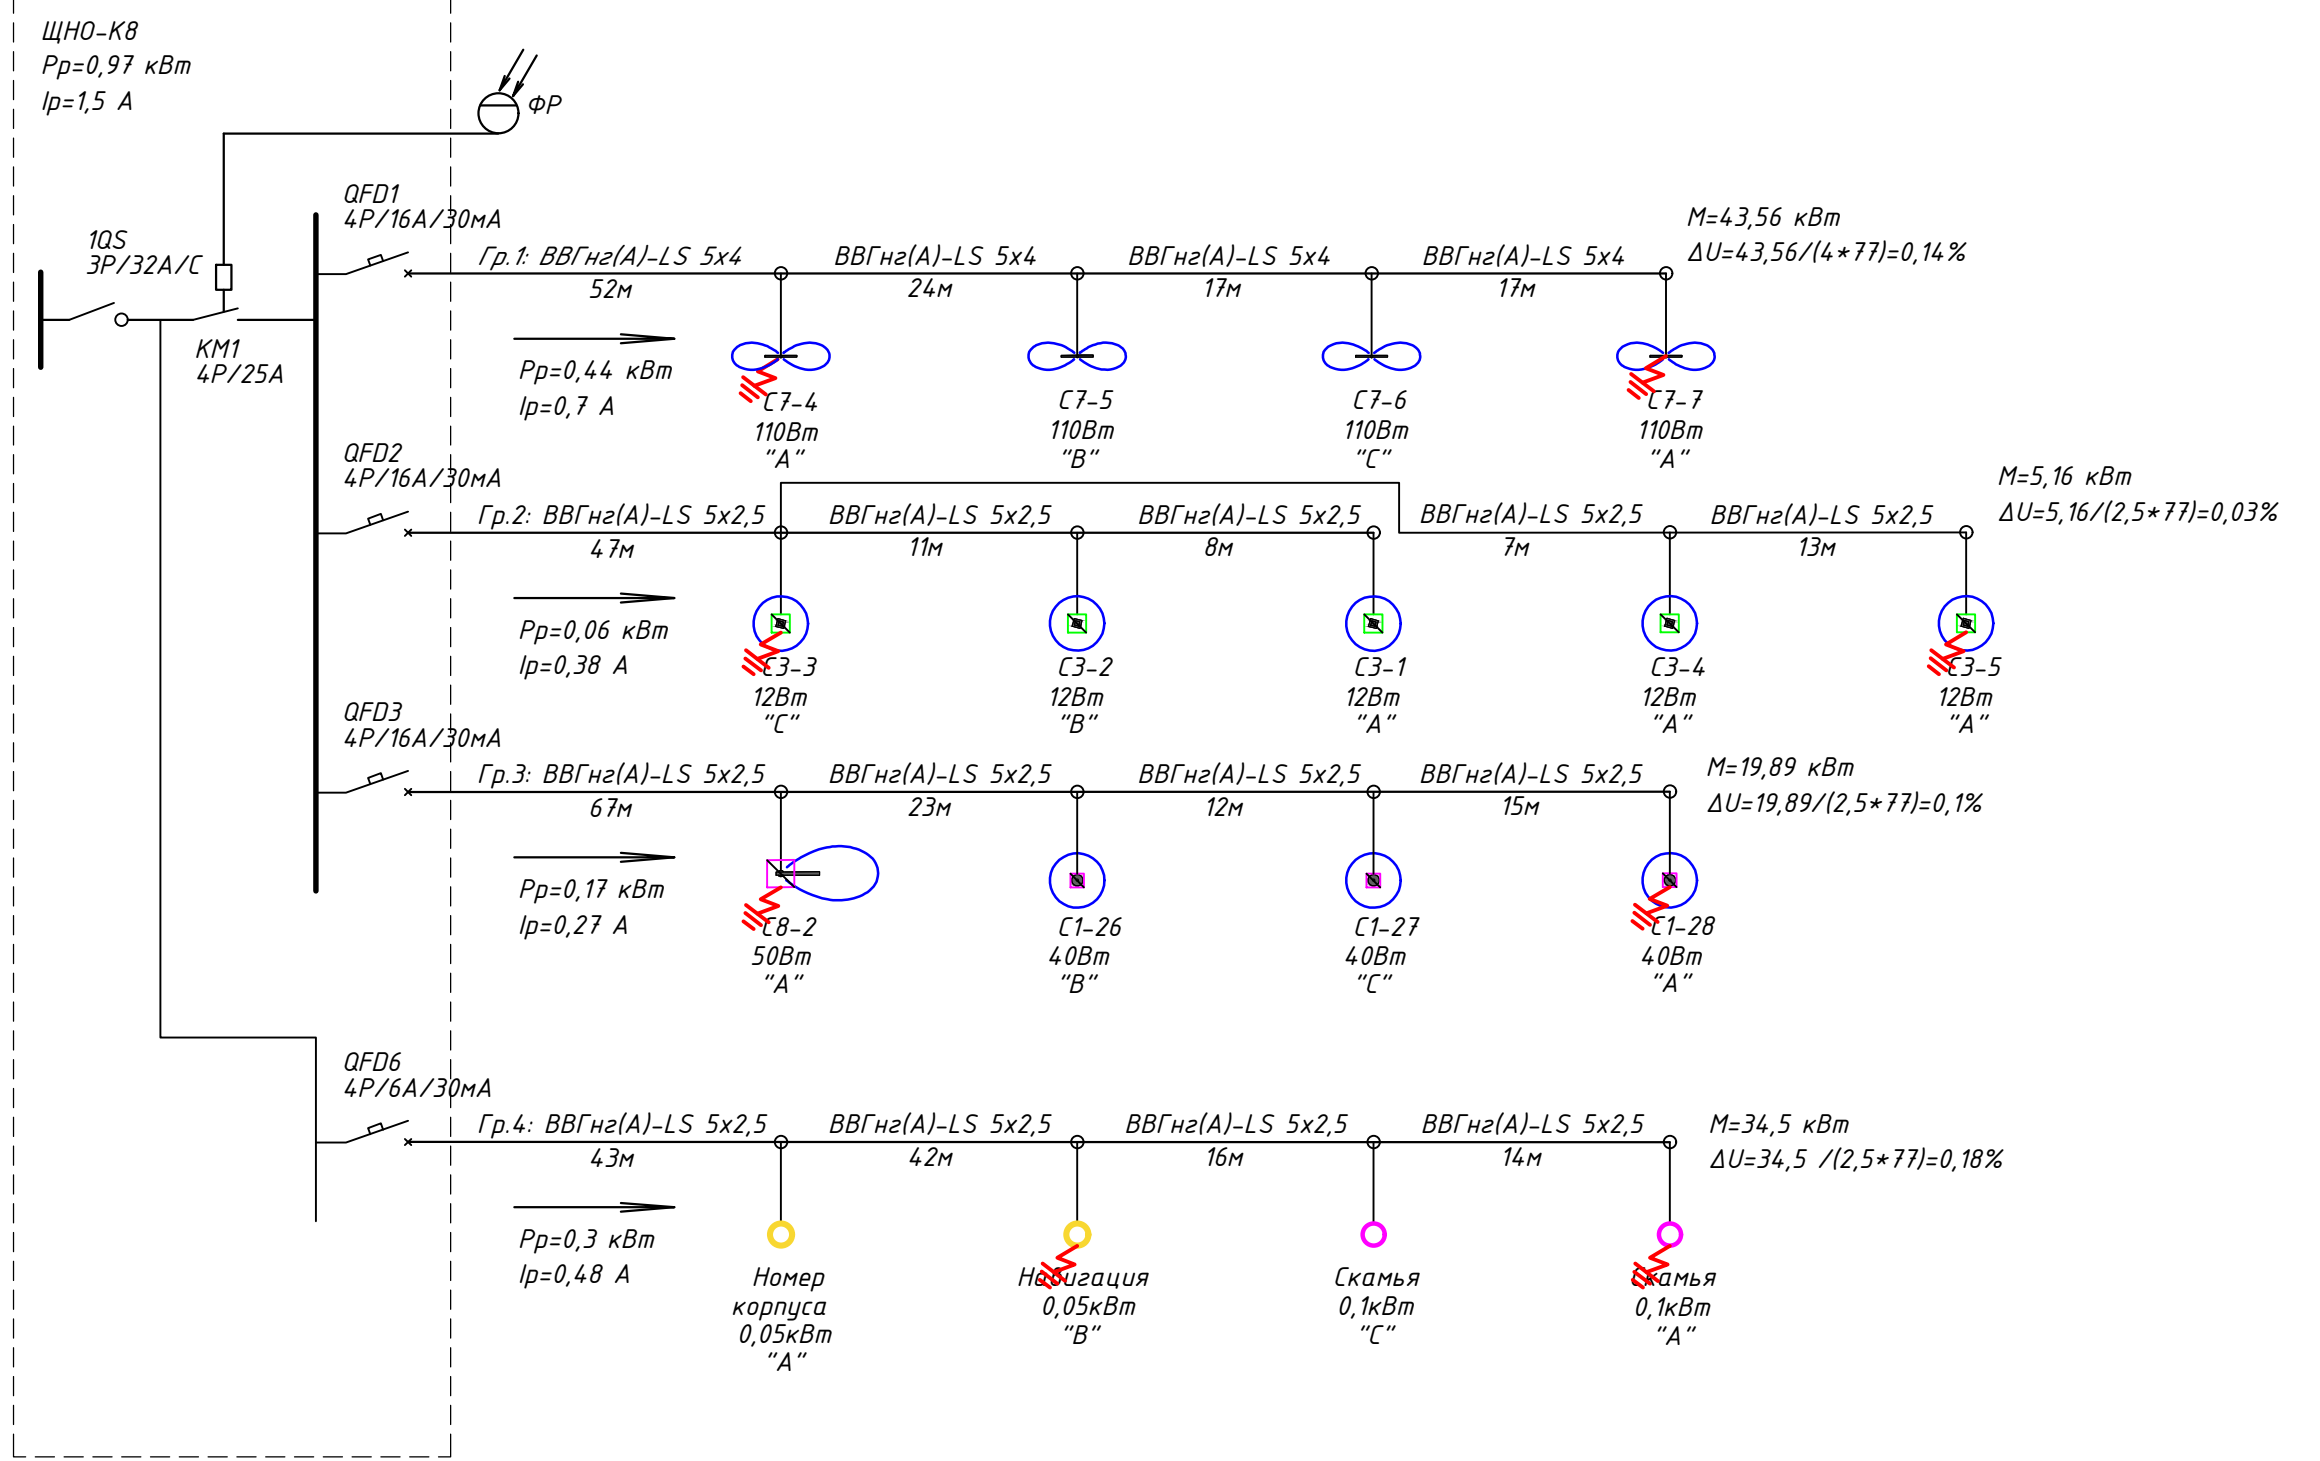 ЩНО-К8
Рр=0,97 кВт
Iр=1,5 А
ФР
QFD1
4P/16А/30мА
1QS
3P/32А/С
КМ1
4P/25А
Гр.1: ВВГнг(А)-LS 5х4
52м
ВВГнг(А)-LS 5х4
24м
ВВГнг(А)-LS 5х4
17м
ВВГнг(А)-LS 5х4
17м
М=43,56 кВт
ΔU=43,56/(4*77)=0,14%
Рр=0,44 кВт
Iр=0,7 А
С7-4
110Вт
"А"
С7-5
110Вт
"В"
С7-6
110Вт
"С"
С7-7
110Вт
"А"
QFD2
4P/16А/30мА
Гр.2: ВВГнг(А)-LS 5х2,5
47м
ВВГнг(А)-LS 5х2,5
11м
ВВГнг(А)-LS 5х2,5
8м
ВВГнг(А)-LS 5х2,5
7м
ВВГнг(А)-LS 5х2,5
13м
М=5,16 кВт
ΔU=5,16/(2,5*77)=0,03%
Рр=0,06 кВт
Iр=0,38 А
С3-3
12Вт
"С"
С3-2
12Вт
"В"
С3-1
12Вт
"А"
С3-4
12Вт
"А"
С3-5
12Вт
"А"
QFD3
4P/16А/30мА
Гр.3: ВВГнг(А)-LS 5х2,5
67м
ВВГнг(А)-LS 5х2,5
23м
ВВГнг(А)-LS 5х2,5
12м
ВВГнг(А)-LS 5х2,5
15м
М=19,89 кВт
ΔU=19,89/(2,5*77)=0,1%
Рр=0,17 кВт
Iр=0,27 А
С8-2
50Вт
"А"
С1-26
40Вт
"В"
С1-27
40Вт
"С"
С1-28
40Вт
"А"
QFD6
4P/6А/30мА
Гр.4: ВВГнг(А)-LS 5х2,5
43м
ВВГнг(А)-LS 5х2,5
42м
ВВГнг(А)-LS 5х2,5
16м
ВВГнг(А)-LS 5х2,5
14м
М=34,5 кВт
ΔU=34,5 /(2,5*77)=0,18%
Рр=0,3 кВт
Iр=0,48 А
Номер
корпуса
0,05кВт
"А"
Навигация
0,05кВт
"В"
Скамья
0,1кВт
"С"
Скамья
0,1кВт
"А"